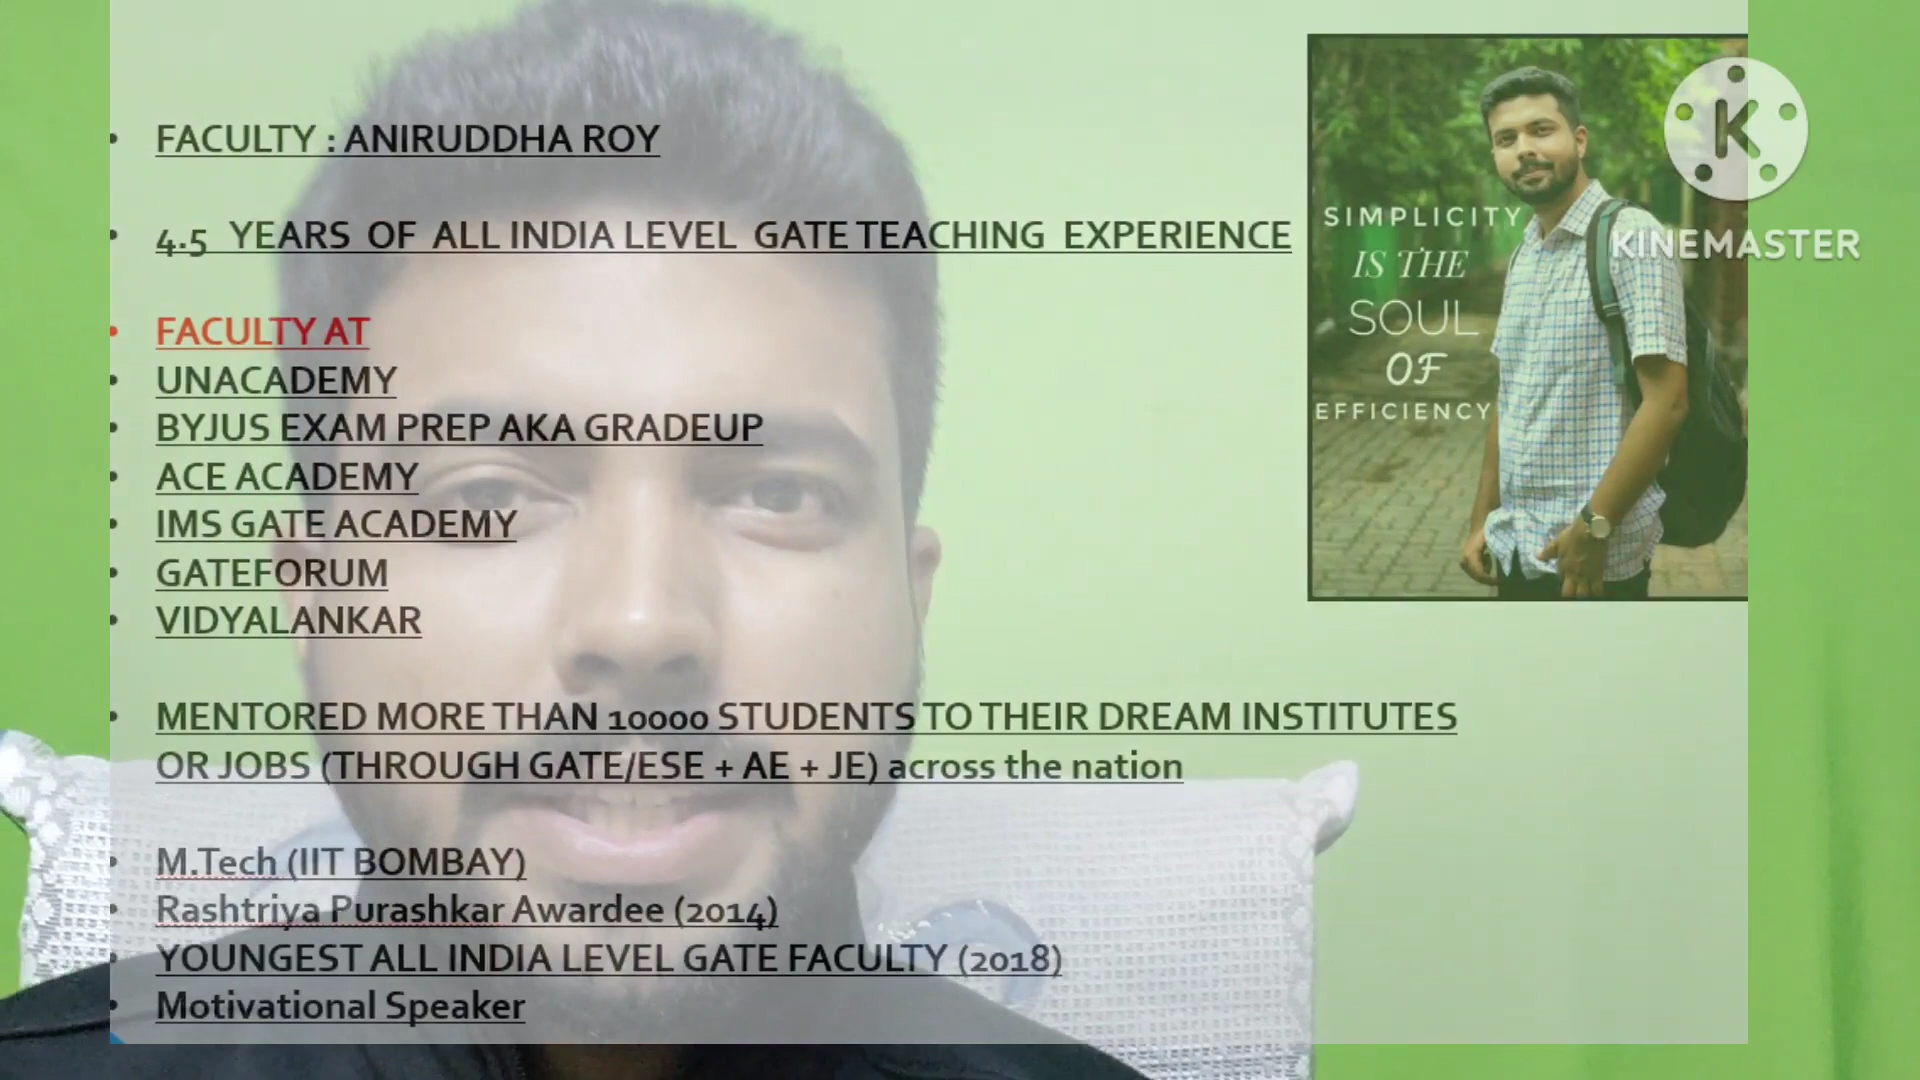 FACULTY : ANIRUDDHA ROY
4.5 YEARS OF ALL INDIA LEVEL GATE TEACHING EXPERIENCE
FACULTY AT
UNACADEMY
BYJUS EXAM PREP AKA GRADEUP
ACE ACADEMY
IMS GATE ACADEMY
GATEFORUM
VIDYALANKAR
MENTORED MORE THAN 10000 STUDENTS TO THEIR DREAM INSTITUTES
OR JOBS (THROUGH GATE/ESE + AE + JE) across the nation
M.Tech (IIT BOMBAY)
Rashtriya Purashkar Awardee (2014)
YOUNGEST ALL INDIA LEVEL GATE FACULTY (2018)
Motivational Speaker
SIMPLICITY
IS THE
SOUL
OF
EFFICIENCY
K
KINEMASTER